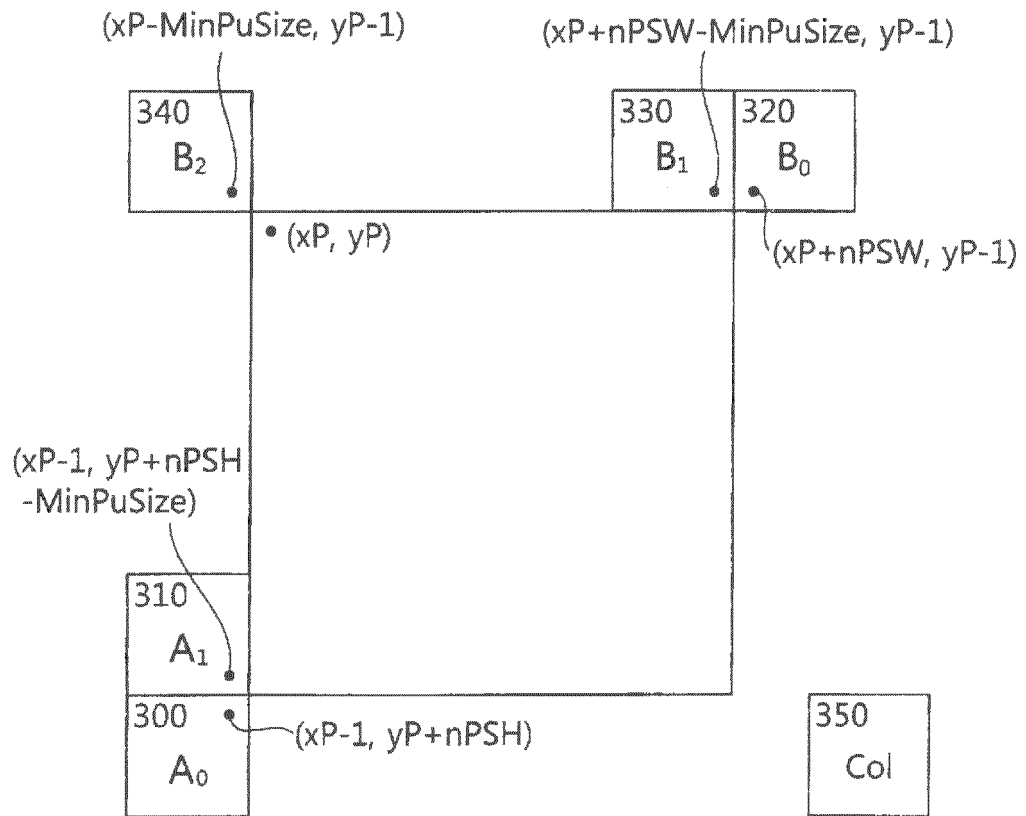 (xP-MinPuSize, yP-1)
(xP+nPSW-MinPuSize, yP-1)
340
B₂
330
B₁
320
B₀
(xP, yP)
(xP+nPSW, yP-1)
(xP-1, yP+nPSH
-MinPuSize)
310
A₁
300
A₀
(xP-1, yP+nPSH)
350
Col